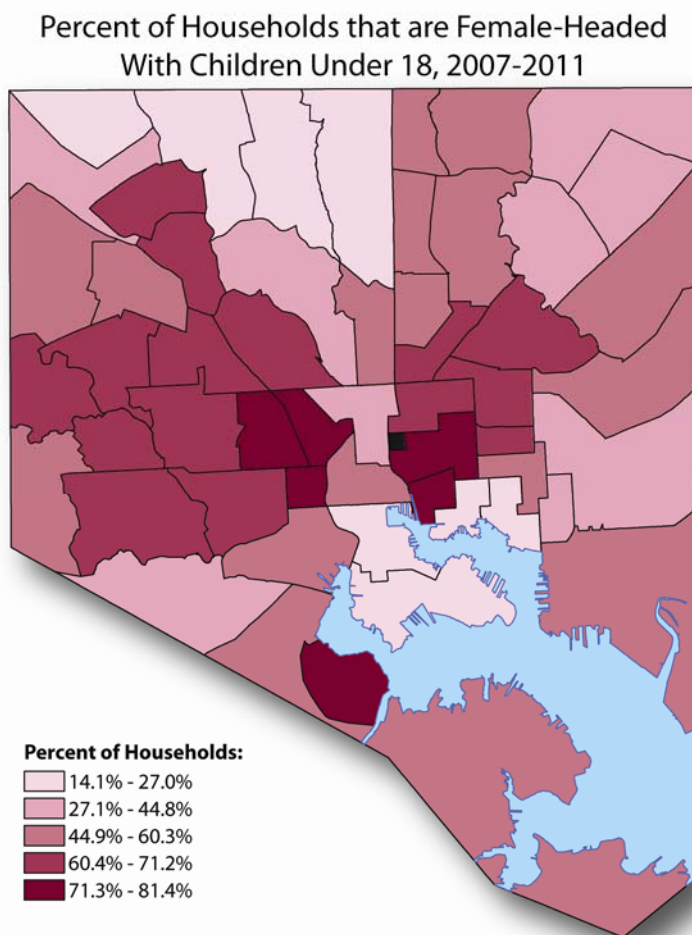 Percent of Households that are Female-Headed
With Children Under 18, 2007-2011
Percent of Households:
14.1% - 27.0%
27.1% - 44.8%
44.9% - 60.3%
60.4% - 71.2%
71.3% - 81.4%